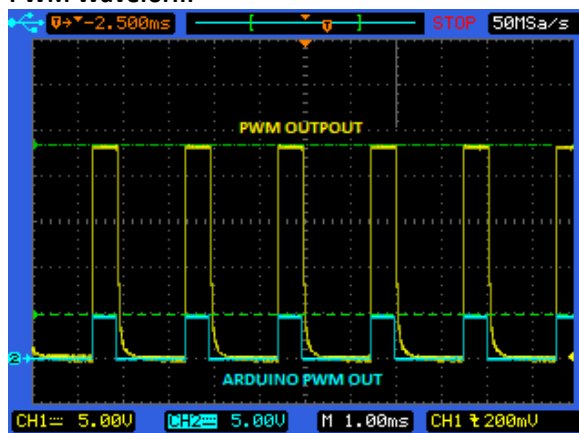 PWM Waveform
-2.500ms STOP 50MSa/s
PWM OUTPOUT
2
ARDUINO PWM OUT
CH1 5.00V CH2 5.00V M 1.00ms CH1 200mV